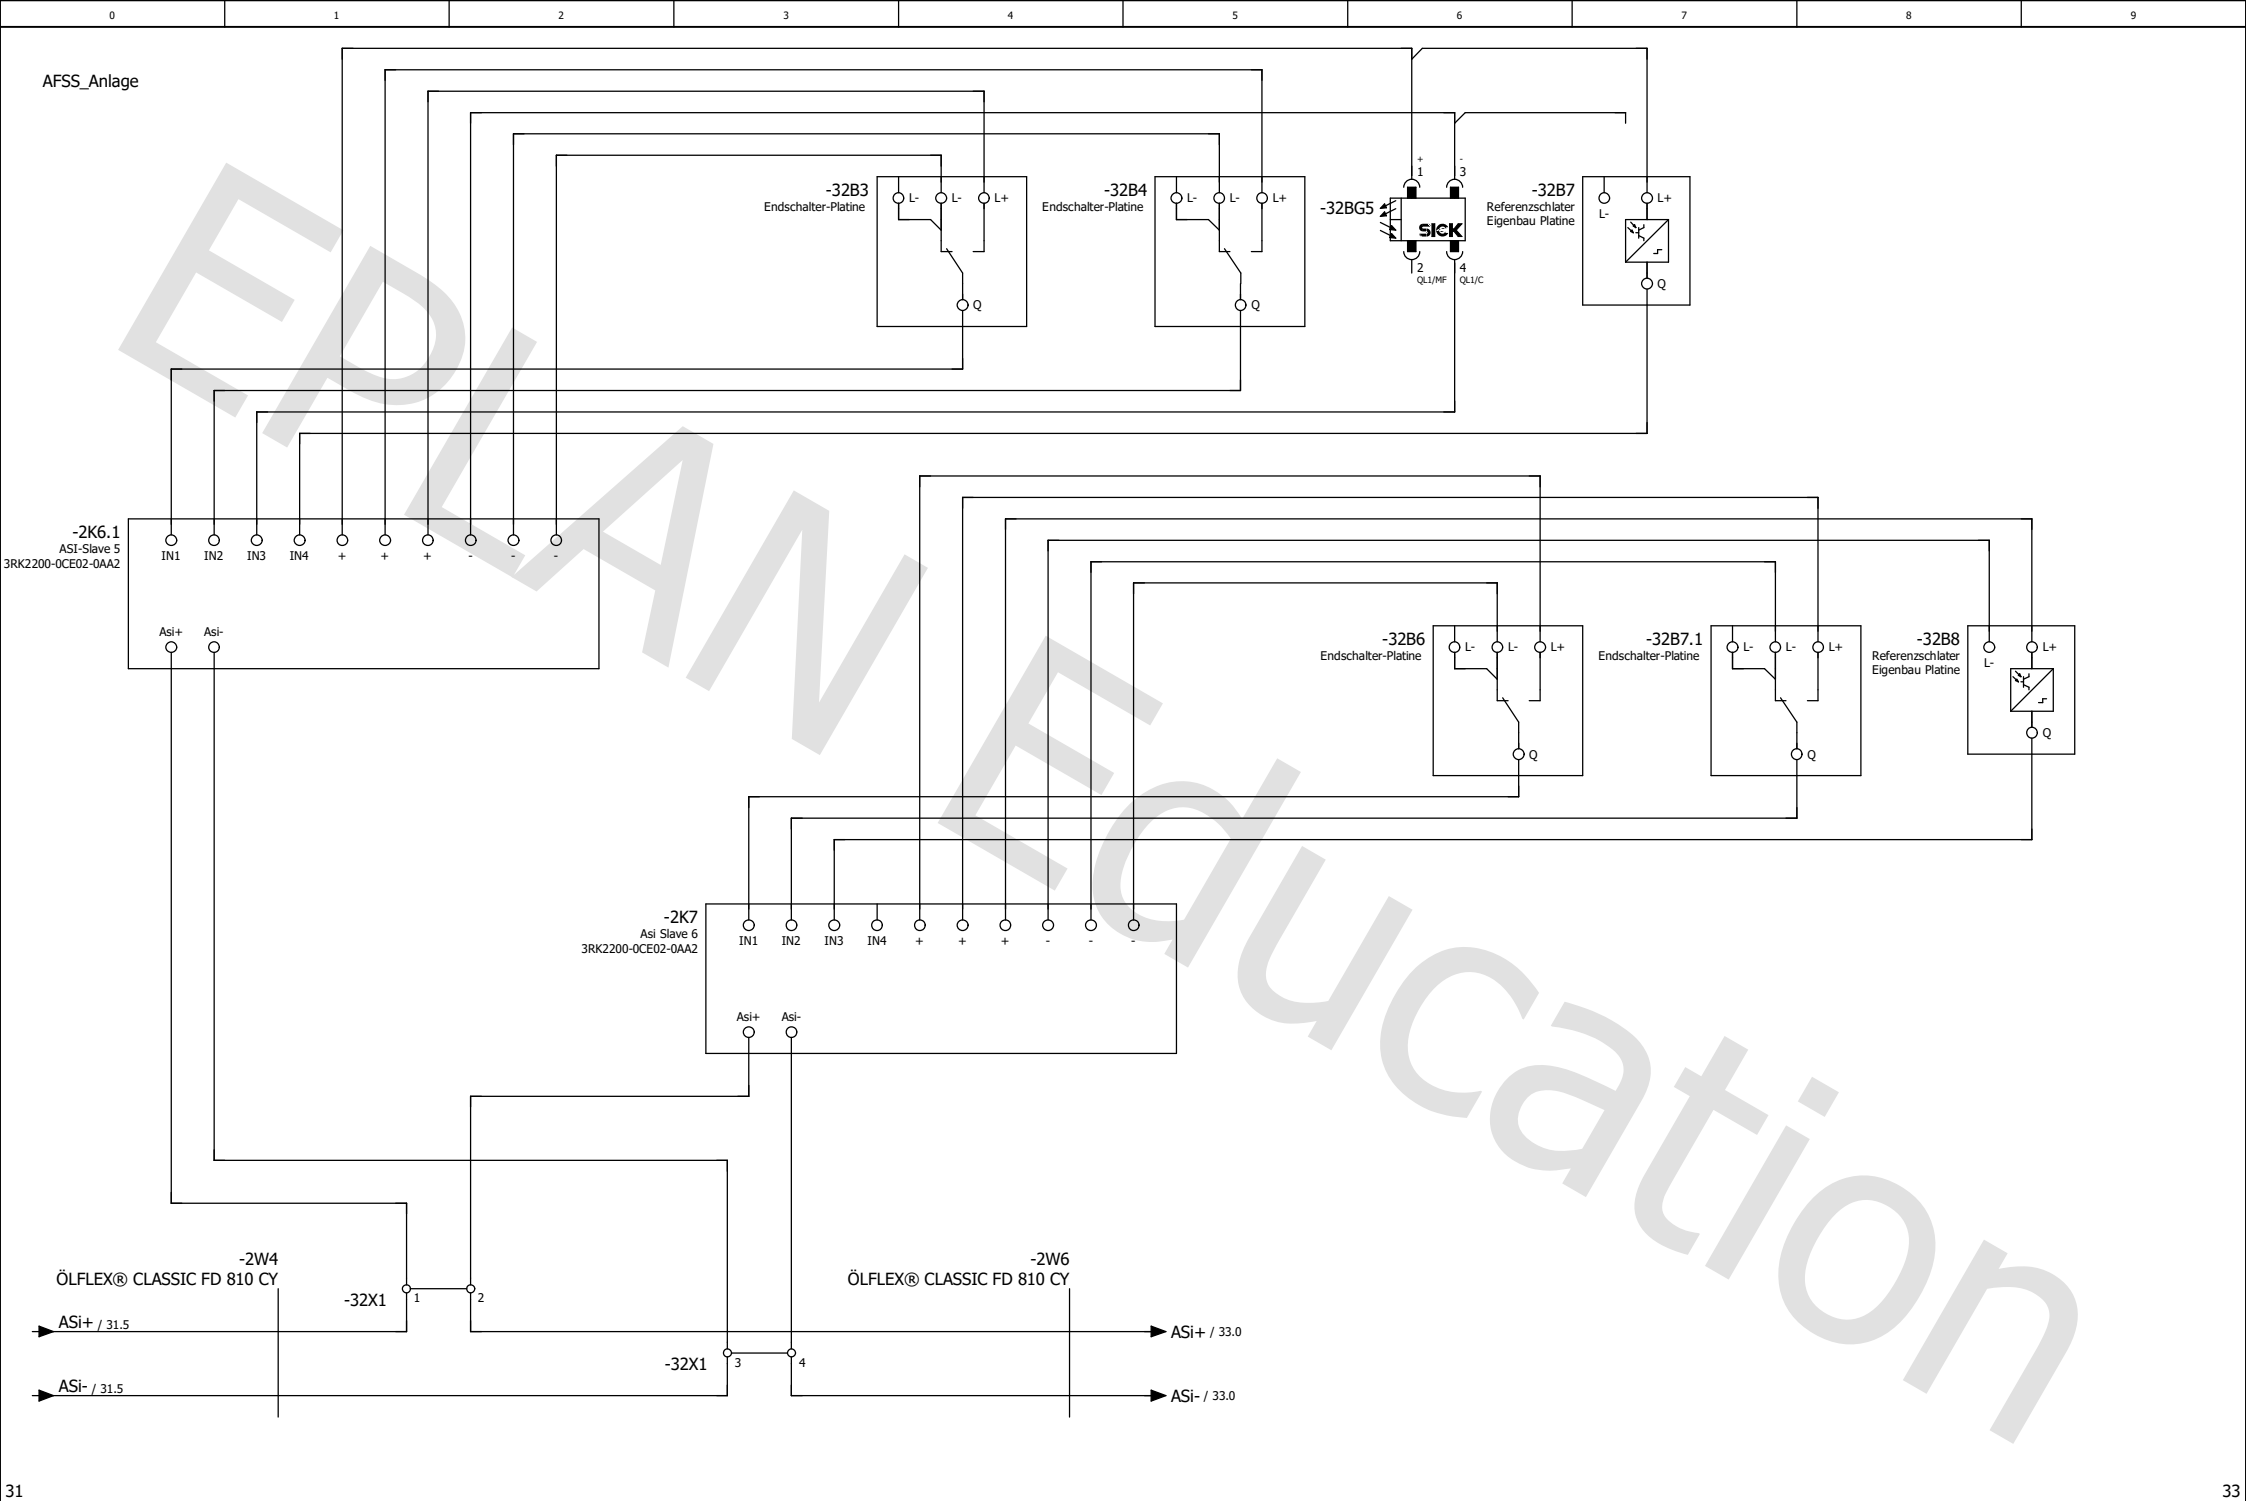 0 1 2 3 4 5 6 7 8 9
AFSS_Anlage
-32B3
Endschalter-Platine
L- L- L+
Q
-32B4
Endschalter-Platine
L- L- L+
Q
-32BG5
+ -
1 3
SICK
2 4
QL1/MF QL1/C
-32B7
Referenzschlater
Eigenbau Platine
L- L+
Q
-2K6.1
ASI-Slave 5
3RK2200-0CE02-0AA2
IN1 IN2 IN3 IN4 + + + - - -
Asi+ Asi-
-32B6
Endschalter-Platine
L- L- L+
Q
-32B7.1
Endschalter-Platine
L- L- L+
Q
-32B8
Referenzschlater
Eigenbau Platine
L- L+
Q
-2K7
Asi Slave 6
3RK2200-0CE02-0AA2
IN1 IN2 IN3 IN4 + + + - - -
Asi+ Asi-
-2W4
ÖLFLEX® CLASSIC FD 810 CY
-2W6
ÖLFLEX® CLASSIC FD 810 CY
-32X1 1 2
ASi+ / 31.5
ASi+ / 33.0
-32X1 3 4
ASi- / 31.5
ASi- / 33.0
31
33
EPLAN Education